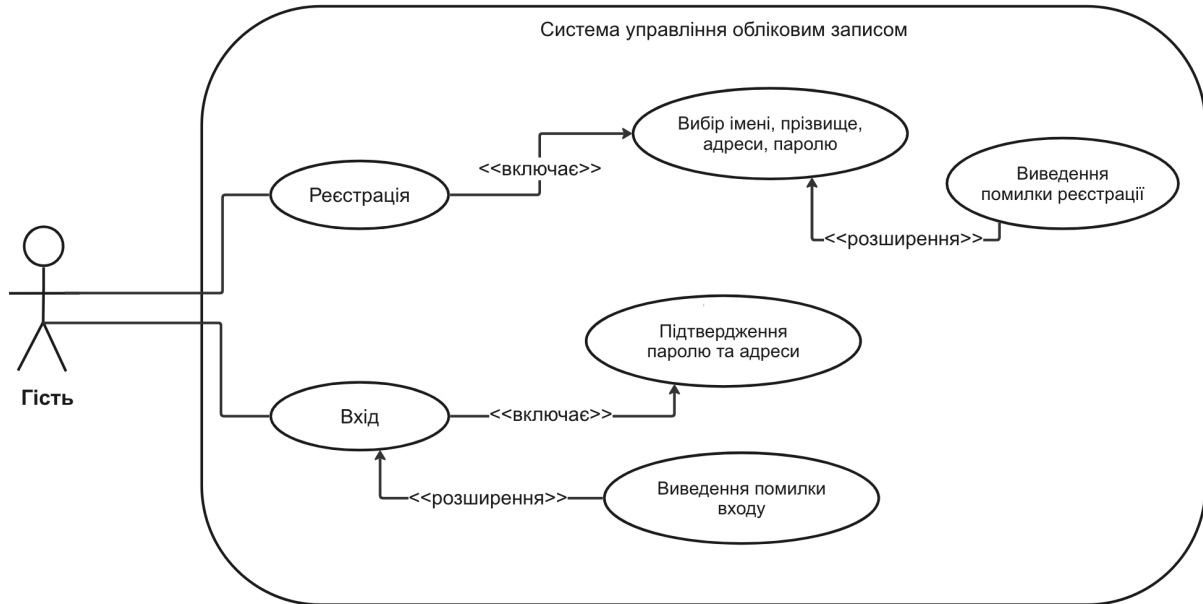 Система управління обліковим записом
Вибір імені, прізвище,
адреси, паролю
<<включає>>
Реєстрація
Виведення
помилки реєстрації
<<розширення>>
Підтвердження
паролю та адреси
Гість
Вхід
<<включає>>
<<розширення>>
Виведення помилки
входу